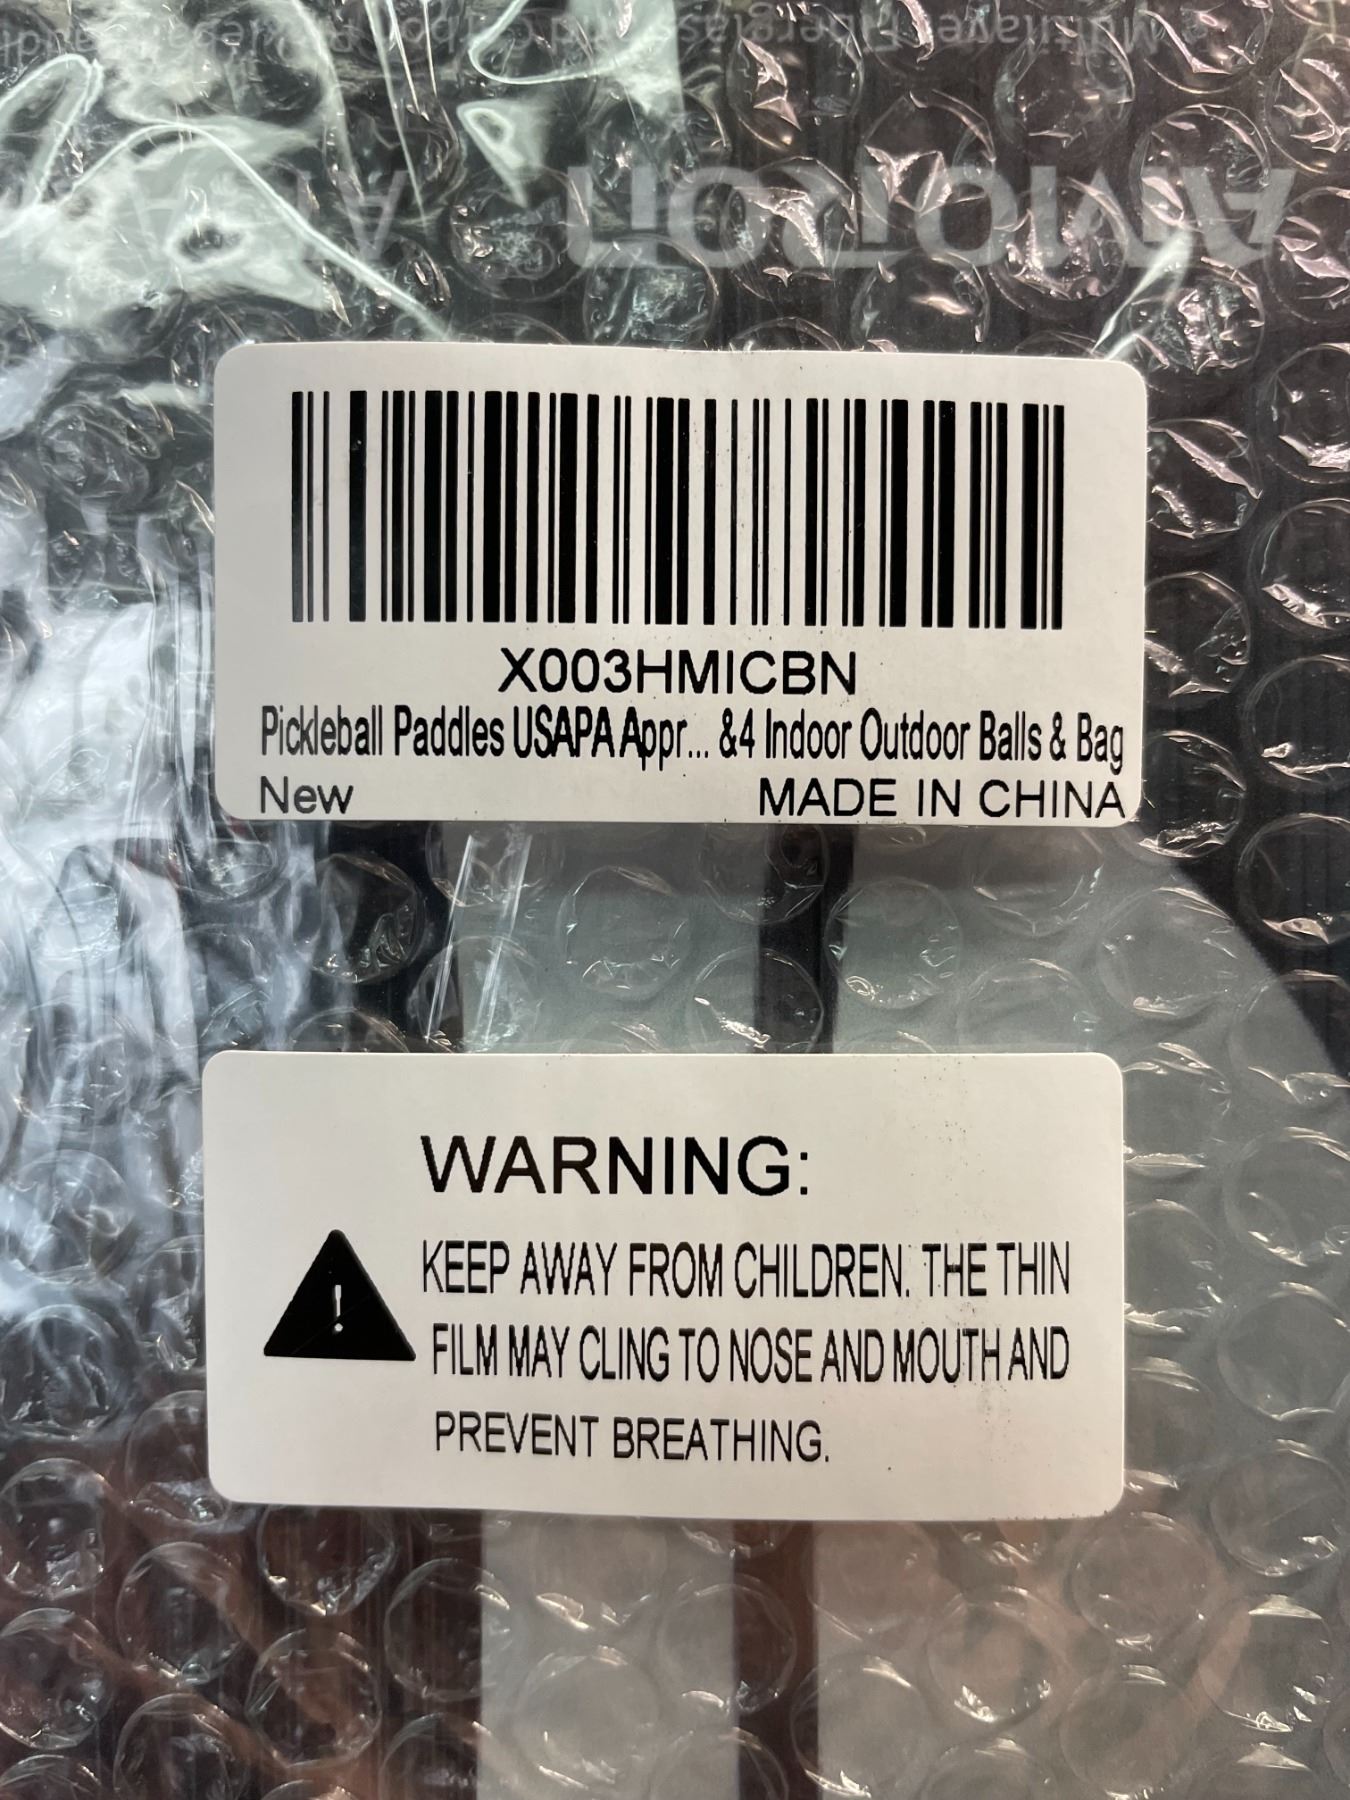 X003HMICBN
Pickleball Paddles USAPA Appr... &4 Indoor Outdoor Balls & Bag
New MADE IN CHINA
WARNING:
!
KEEP AWAY FROM CHILDREN. THE THIN
FILM MAY CLING TO NOSE AND MOUTH AND
PREVENT BREATHING.